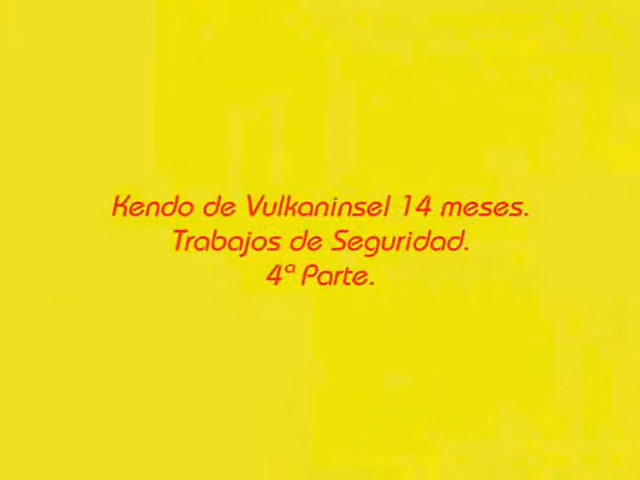 Kendo de Vulkaninsel 14 meses.
Trabajos de Seguridad.
4ª Parte.